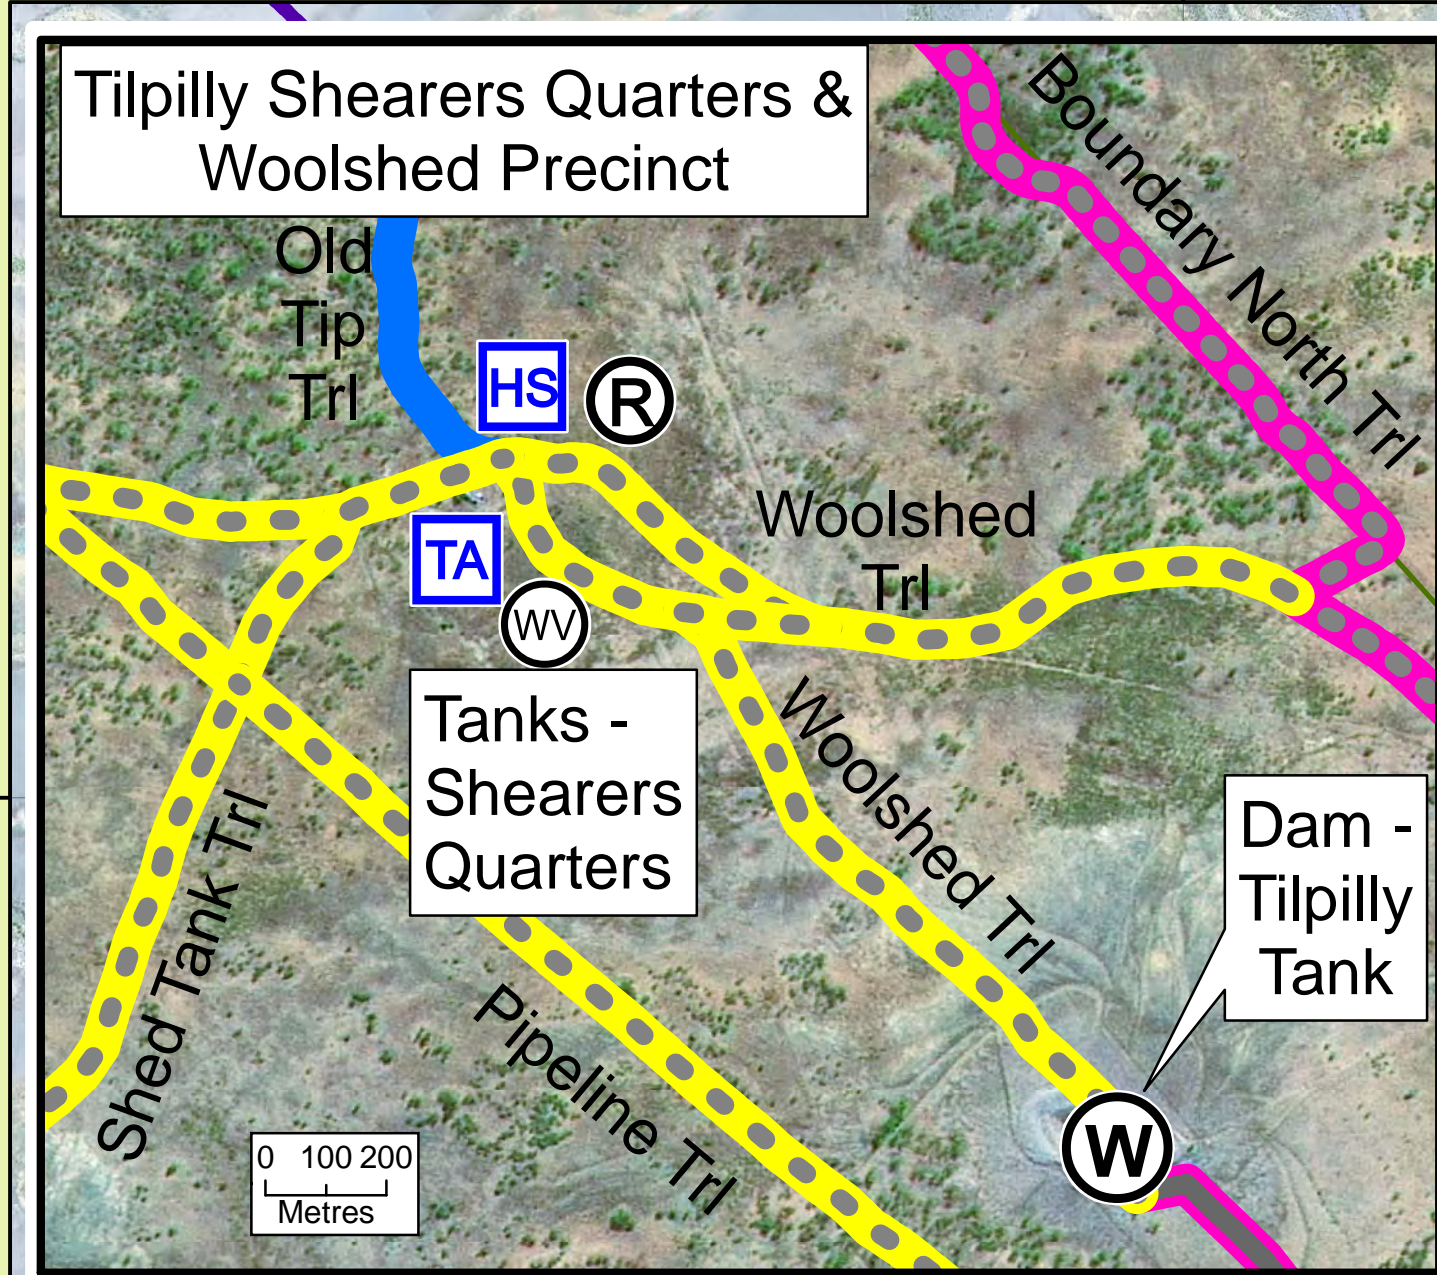 Tilpilly Shearers Quarters &
Woolshed Precinct
Boundary North Trl
Old
Tip
Trl
HS
R
Woolshed
Trl
TA
WV
Tanks -
Shearers
Quarters
Woolshed Trl
Dam -
Tilpilly
Tank
Shed Tank Trl
Pipeline Trl
W
0 100 200
Metres